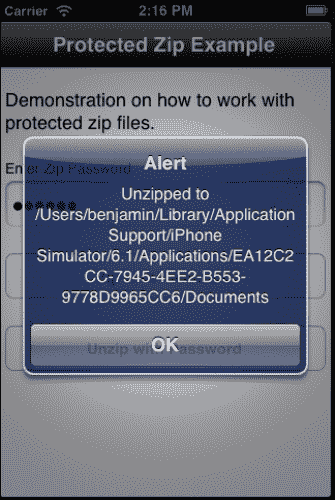 Carrier 2:16 PM
Protected Zip Example
Demonstration on how to work with
protected zip files.
Enter Zip Password
Alert
Unzipped to
/Users/benjamin/Library/Application
Support/iPhone
Simulator/6.1/Applications/EA12C2
CC-7945-4EE2-B553-
9778D9965CC6/Documents
OK
Unzip with Password